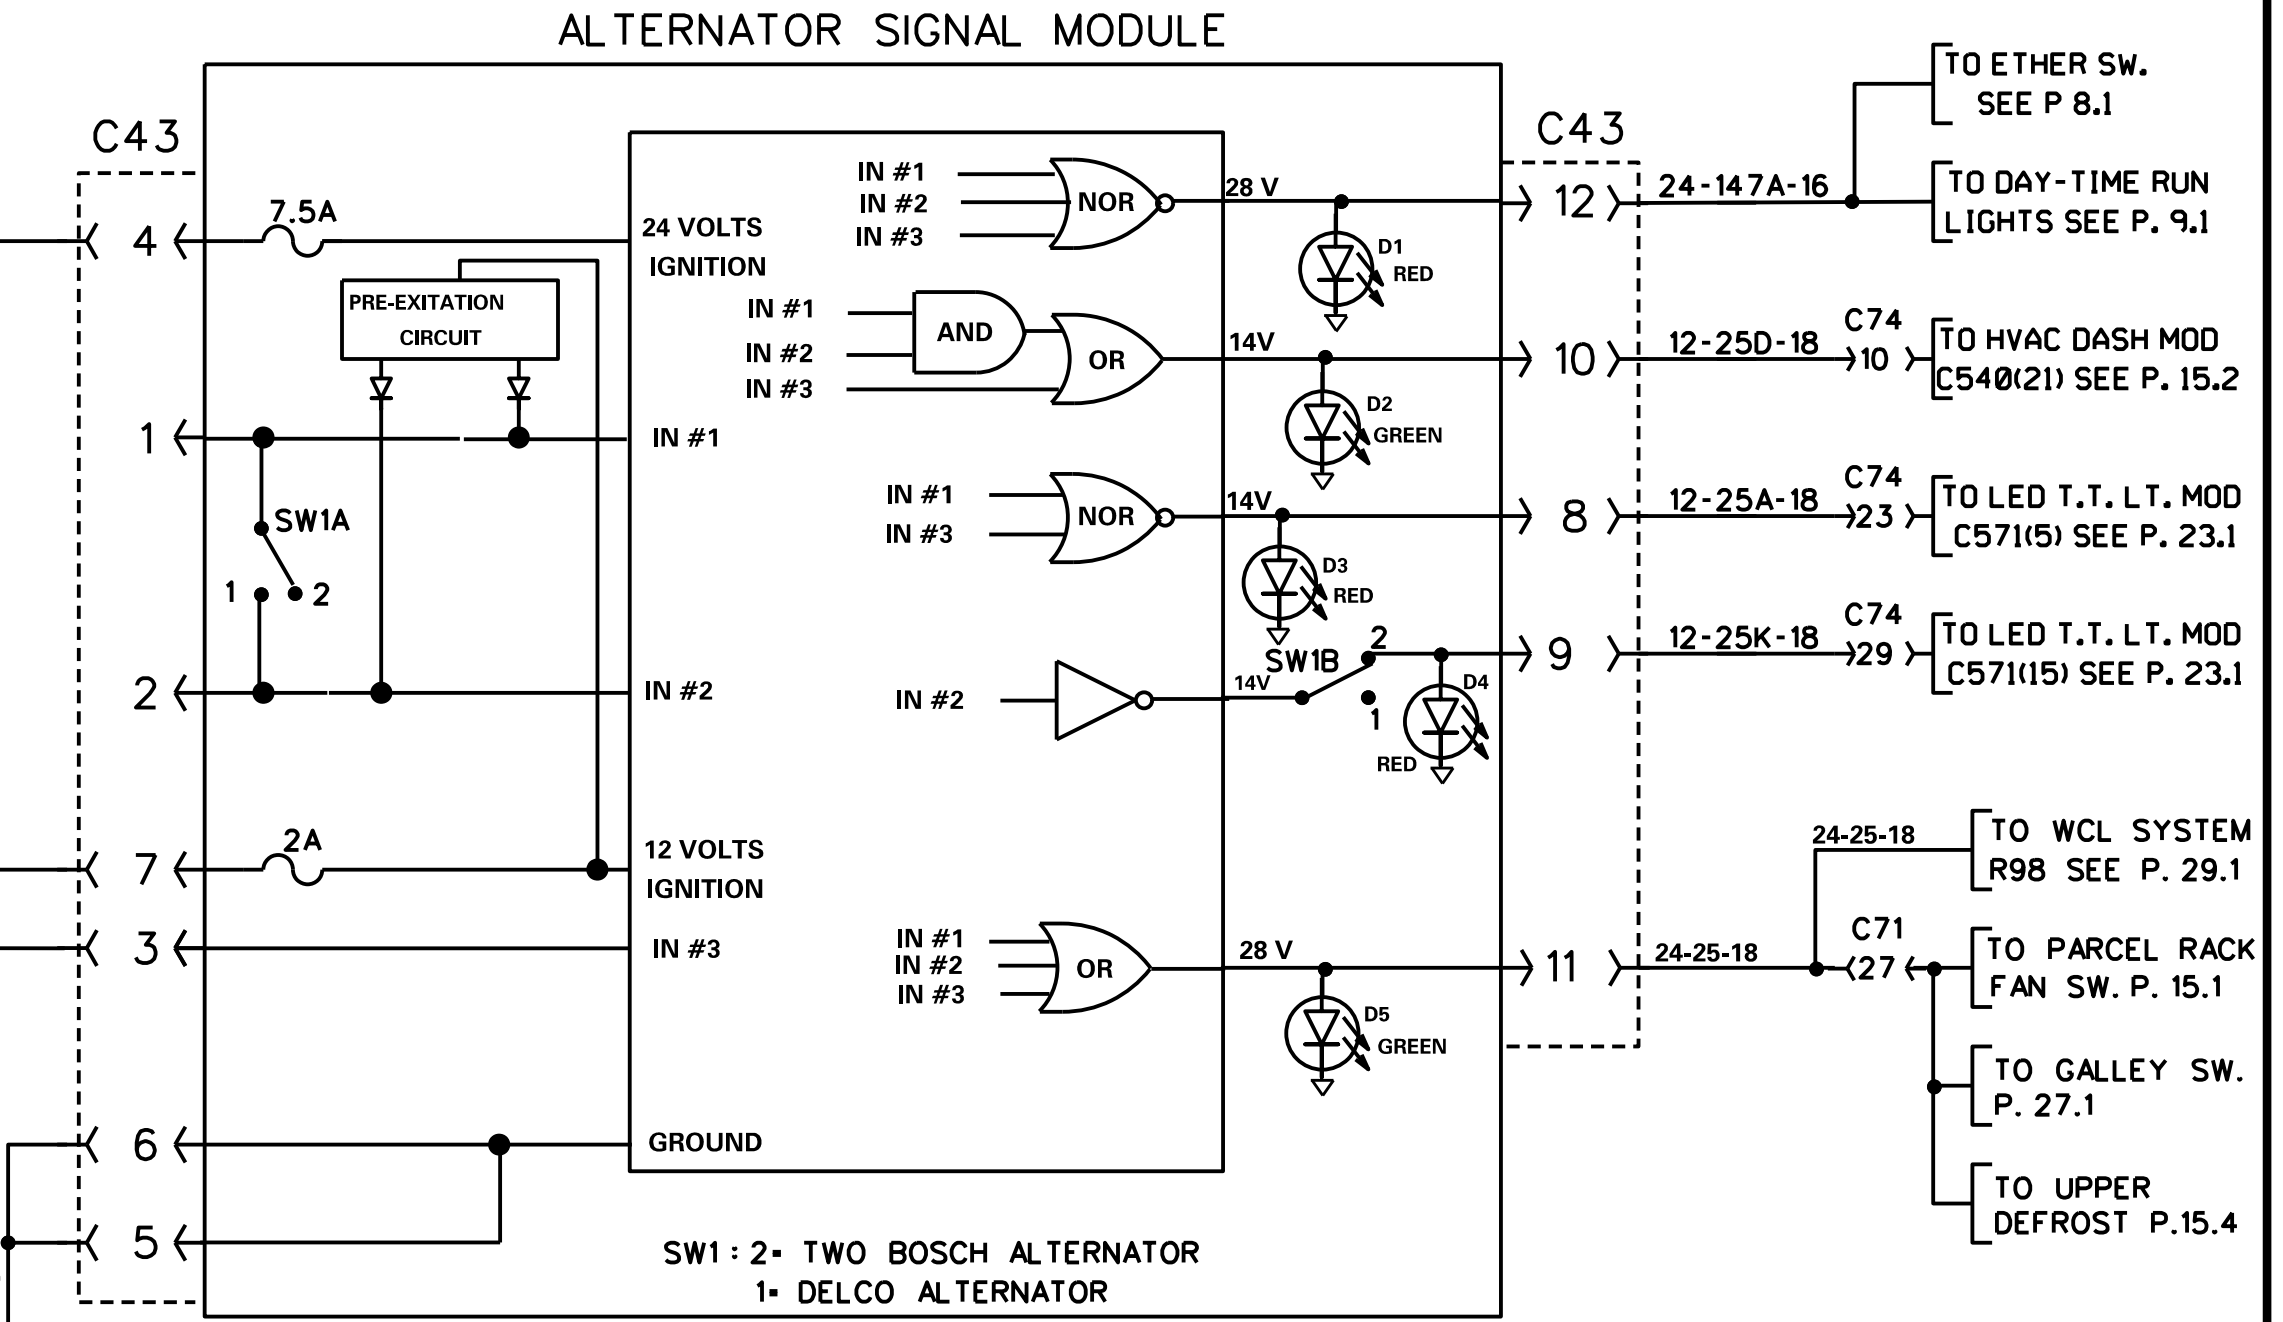 ALTERNATOR SIGNAL MODULE
C43
4
7.5A
PRE-EXITATION
CIRCUIT
1
SW1A
1
2
2
7
2A
3
6
5
24 VOLTS
IGNITION
IN #1
IN #2
12 VOLTS
IGNITION
IN #3
GROUND
IN #1
IN #2
IN #3
NOR
28 V
D1
RED
IN #1
IN #2
IN #3
AND
OR
14V
D2
GREEN
IN #1
IN #3
NOR
14V
D3
RED
IN #2
14V
SW1B
2
1
D4
RED
IN #1
IN #2
IN #3
OR
28 V
D5
GREEN
SW1 : 2- TWO BOSCH ALTERNATOR
1- DELCO ALTERNATOR
C43
12
24-147A-16
TO ETHER SW.
SEE P 8.1
TO DAY-TIME RUN
LIGHTS SEE P. 9.1
10
12-25D-18
C74
10
TO HVAC DASH MOD
C540(21) SEE P. 15.2
8
12-25A-18
C74
23
TO LED T.T. LT. MOD
C571(5) SEE P. 23.1
9
12-25K-18
C74
29
TO LED T.T. LT. MOD
C571(15) SEE P. 23.1
11
24-25-18
24-25-18
TO WCL SYSTEM
R98 SEE P. 29.1
C71
27
TO PARCEL RACK
FAN SW. P. 15.1
TO GALLEY SW.
P. 27.1
TO UPPER
DEFROST P.15.4